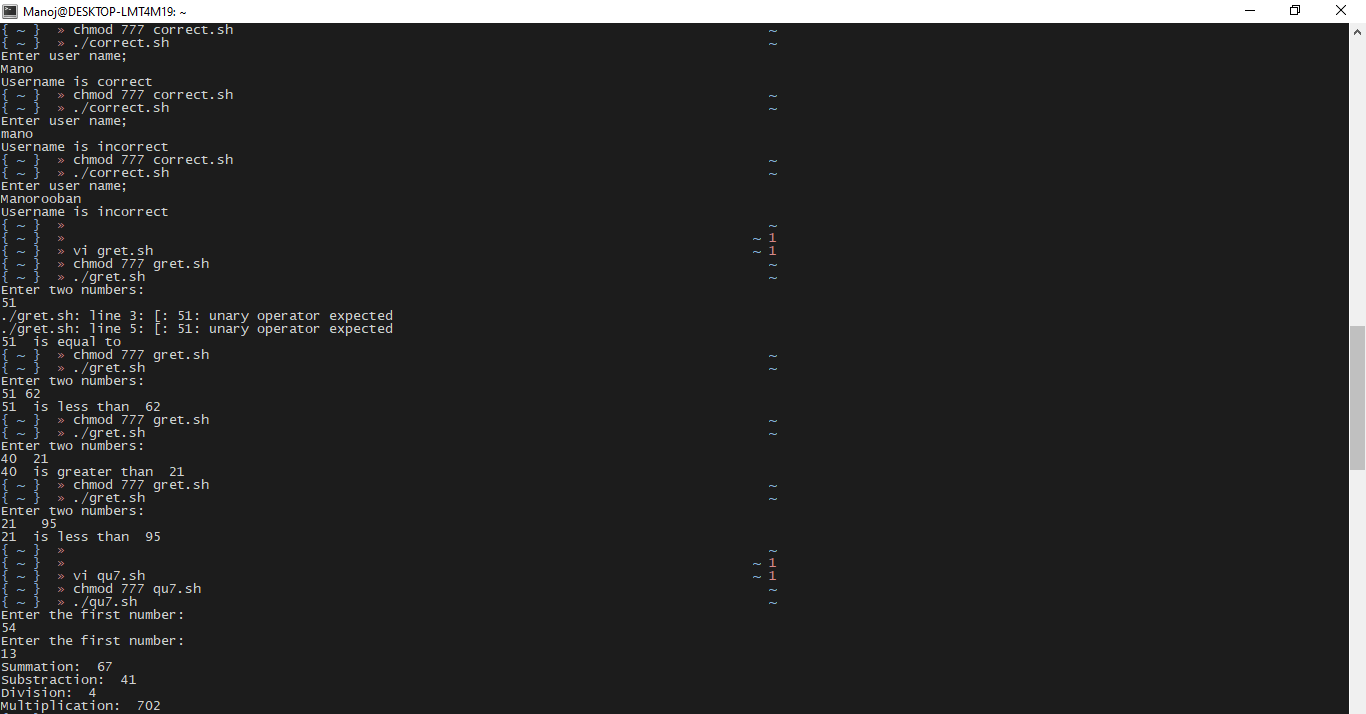 Manoj@DESKTOP-LMT4M19: ~
{ ~ }  » chmod 777 correct.sh ~
{ ~ }  » ./correct.sh ~
Enter user name;
Mano
Username is correct
{ ~ }  » chmod 777 correct.sh ~
{ ~ }  » ./correct.sh ~
Enter user name;
mano
Username is incorrect
{ ~ }  » chmod 777 correct.sh ~
{ ~ }  » ./correct.sh ~
Enter user name;
Manorooban
Username is incorrect
{ ~ }  » ~
{ ~ }  » ~ 1
{ ~ }  » vi gret.sh ~ 1
{ ~ }  » chmod 777 gret.sh ~
{ ~ }  » ./gret.sh ~
Enter two numbers:
51
./gret.sh: line 3: [: 51: unary operator expected
./gret.sh: line 5: [: 51: unary operator expected
51  is equal to
{ ~ }  » chmod 777 gret.sh ~
{ ~ }  » ./gret.sh ~
Enter two numbers:
51 62
51  is less than  62
{ ~ }  » chmod 777 gret.sh ~
{ ~ }  » ./gret.sh ~
Enter two numbers:
40  21
40  is greater than  21
{ ~ }  » chmod 777 gret.sh ~
{ ~ }  » ./gret.sh ~
Enter two numbers:
21   95
21  is less than  95
{ ~ }  » ~
{ ~ }  » ~ 1
{ ~ }  » vi qu7.sh ~ 1
{ ~ }  » chmod 777 qu7.sh ~
{ ~ }  » ./qu7.sh ~
Enter the first number:
54
Enter the first number:
13
Summation:  67
Substraction:  41
Division:  4
Multiplication:  702